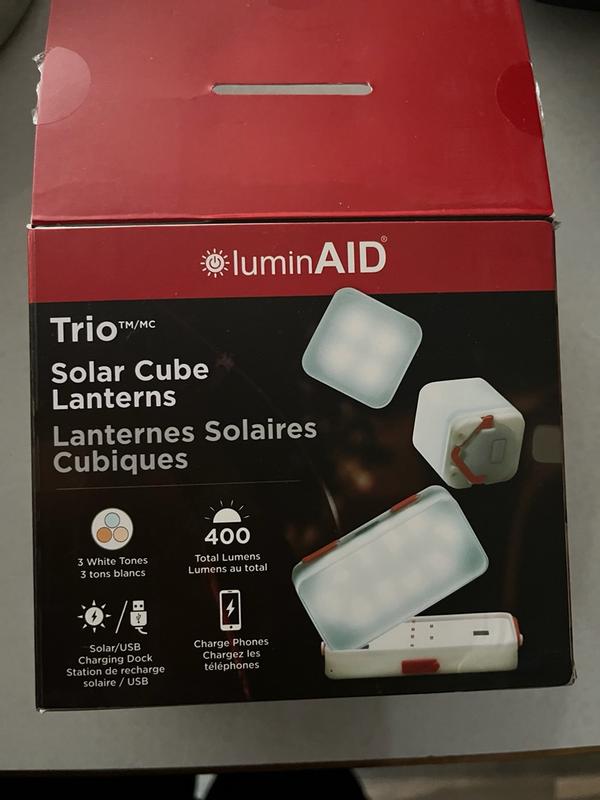 luminAID®
Trio™/MC
Solar Cube
Lanterns
Lanternes Solaires
Cubiques
3 White Tones
3 tons blancs
400
Total Lumens
Lumens au total
Solar/USB
Charging Dock
Station de recharge
solaire / USB
Charge Phones
Chargez les
téléphones